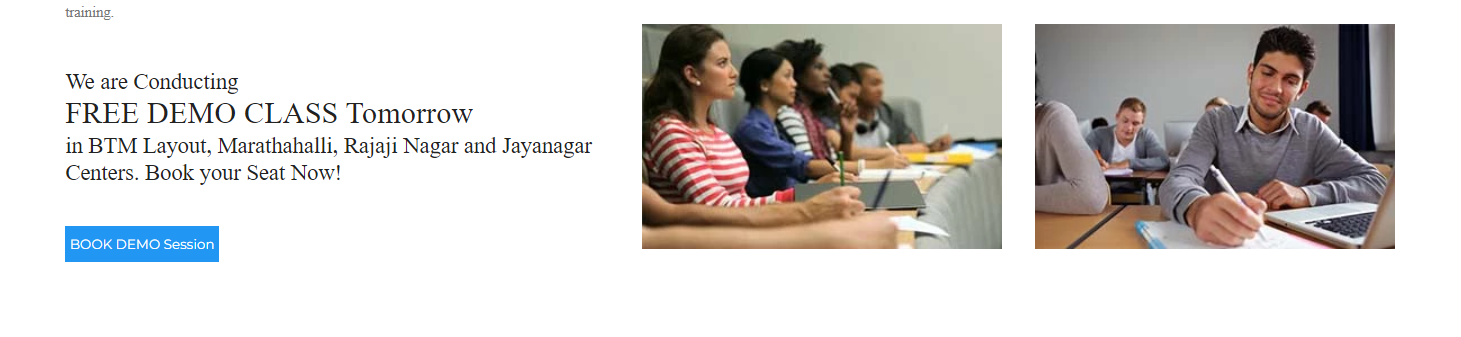 training.
We are Conducting
FREE DEMO CLASS Tomorrow
in BTM Layout, Marathahalli, Rajaji Nagar and Jayanagar
Centers. Book your Seat Now!
BOOK DEMO Session